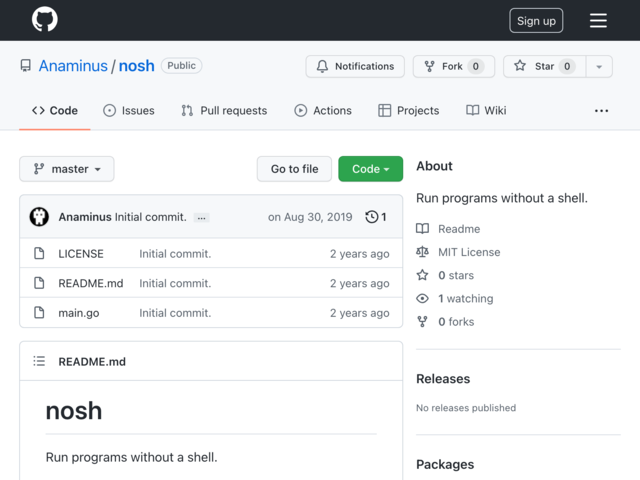 Sign up
Anaminus / nosh Public
Notifications
Fork 0
Star 0
Code
Issues
Pull requests
Actions
Projects
Wiki
...
master
Go to file
Code
Anaminus Initial commit. ... on Aug 30, 2019 1
LICENSE Initial commit. 2 years ago
README.md Initial commit. 2 years ago
main.go Initial commit. 2 years ago
README.md
nosh
Run programs without a shell.
About
Run programs without a shell.
Readme
MIT License
0 stars
1 watching
0 forks
Releases
No releases published
Packages